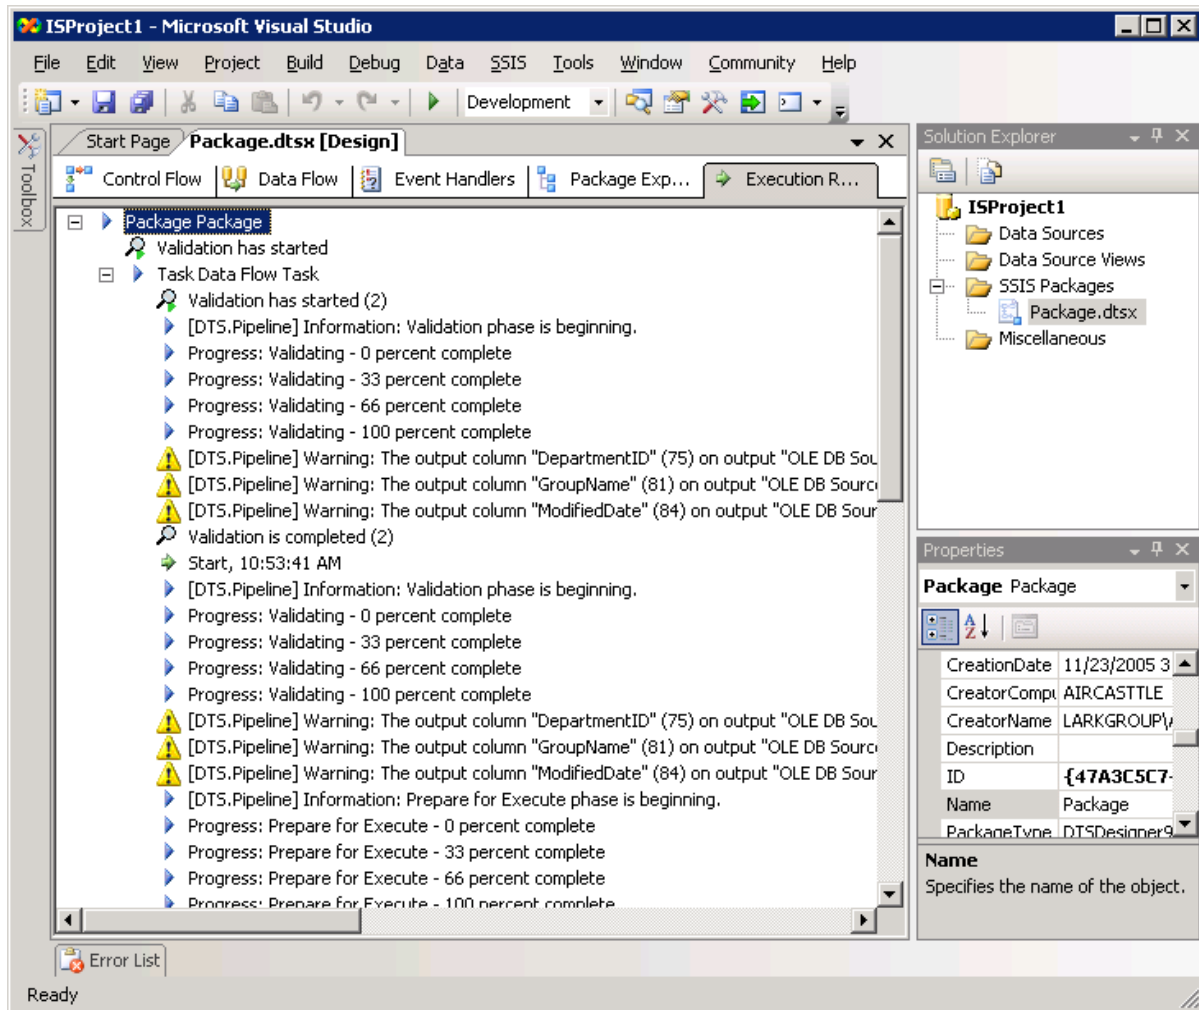 ISProject1 - Microsoft Visual Studio
File Edit View Project Build Debug Data SSIS Tools Window Community Help
Development
Toolbox
Start Page Package.dtsx [Design]
Control Flow Data Flow Event Handlers Package Exp... Execution R...
Package Package
Validation has started
Task Data Flow Task
Validation has started (2)
[DTS.Pipeline] Information: Validation phase is beginning.
Progress: Validating - 0 percent complete
Progress: Validating - 33 percent complete
Progress: Validating - 66 percent complete
Progress: Validating - 100 percent complete
[DTS.Pipeline] Warning: The output column "DepartmentID" (75) on output "OLE DB Sou
[DTS.Pipeline] Warning: The output column "GroupName" (81) on output "OLE DB Sourc
[DTS.Pipeline] Warning: The output column "ModifiedDate" (84) on output "OLE DB Sour
Validation is completed (2)
Start, 10:53:41 AM
[DTS.Pipeline] Information: Validation phase is beginning.
Progress: Validating - 0 percent complete
Progress: Validating - 33 percent complete
Progress: Validating - 66 percent complete
Progress: Validating - 100 percent complete
[DTS.Pipeline] Warning: The output column "DepartmentID" (75) on output "OLE DB Sou
[DTS.Pipeline] Warning: The output column "GroupName" (81) on output "OLE DB Sourc
[DTS.Pipeline] Warning: The output column "ModifiedDate" (84) on output "OLE DB Sour
[DTS.Pipeline] Information: Prepare for Execute phase is beginning.
Progress: Prepare for Execute - 0 percent complete
Progress: Prepare for Execute - 33 percent complete
Progress: Prepare for Execute - 66 percent complete
Progress: Prepare for Execute - 100 percent complete
Solution Explorer
ISProject1
Data Sources
Data Source Views
SSIS Packages
Package.dtsx
Miscellaneous
Properties
Package Package
CreationDate 11/23/2005 3
CreatorCompu AIRCASTTLE
CreatorName LARKGROUP\
Description
ID {47A3C5C7-
Name Package
PackageType DTSDesigner9
Name
Specifies the name of the object.
Error List
Ready